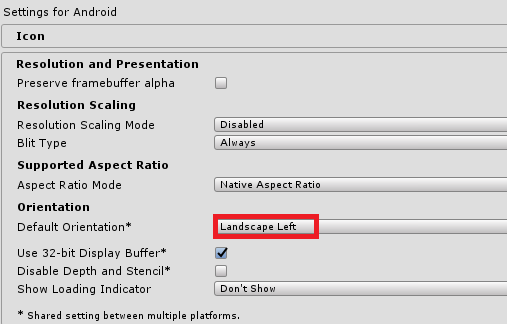 Settings for Android
Icon
Resolution and Presentation
Preserve framebuffer alpha
Resolution Scaling
Resolution Scaling Mode Disabled
Blit Type Always
Supported Aspect Ratio
Aspect Ratio Mode Native Aspect Ratio
Orientation
Default Orientation* Landscape Left
Use 32-bit Display Buffer*
Disable Depth and Stencil*
Show Loading Indicator Don't Show
* Shared setting between multiple platforms.